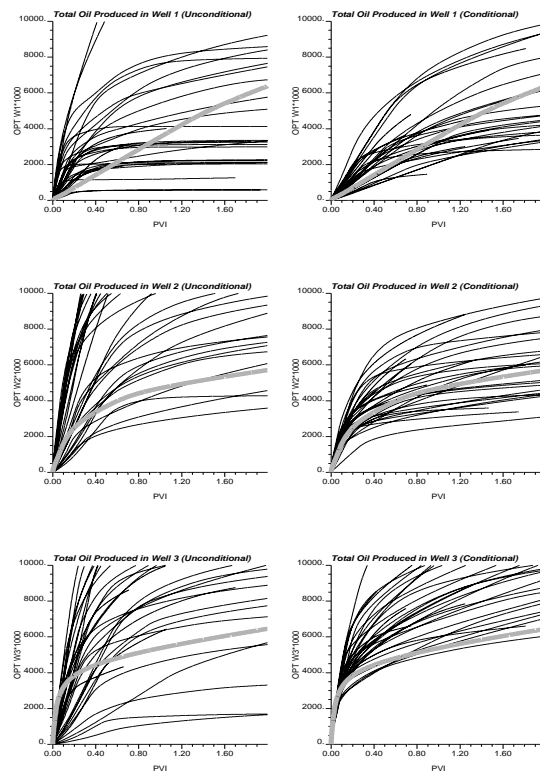 Total Oil Produced in Well 1 (Unconditional)
10000.
8000.
6000.
4000.
2000.
0.
OPT W1*1000
0.00 0.40 0.80 1.20 1.60
PVI
Total Oil Produced in Well 1 (Conditional)
10000.
8000.
6000.
4000.
2000.
0.
OPT W1*1000
0.00 0.40 0.80 1.20 1.60
PVI
Total Oil Produced in Well 2 (Unconditional)
10000.
8000.
6000.
4000.
2000.
0.
OPT W2*1000
0.00 0.40 0.80 1.20 1.60
PVI
Total Oil Produced in Well 2 (Conditional)
10000.
8000.
6000.
4000.
2000.
0.
OPT W2*1000
0.00 0.40 0.80 1.20 1.60
PVI
Total Oil Produced in Well 3 (Unconditional)
10000.
8000.
6000.
4000.
2000.
0.
OPT W3*1000
0.00 0.40 0.80 1.20 1.60
PVI
Total Oil Produced in Well 3 (Conditional)
10000.
8000.
6000.
4000.
2000.
0.
OPT W3*1000
0.00 0.40 0.80 1.20 1.60
PVI